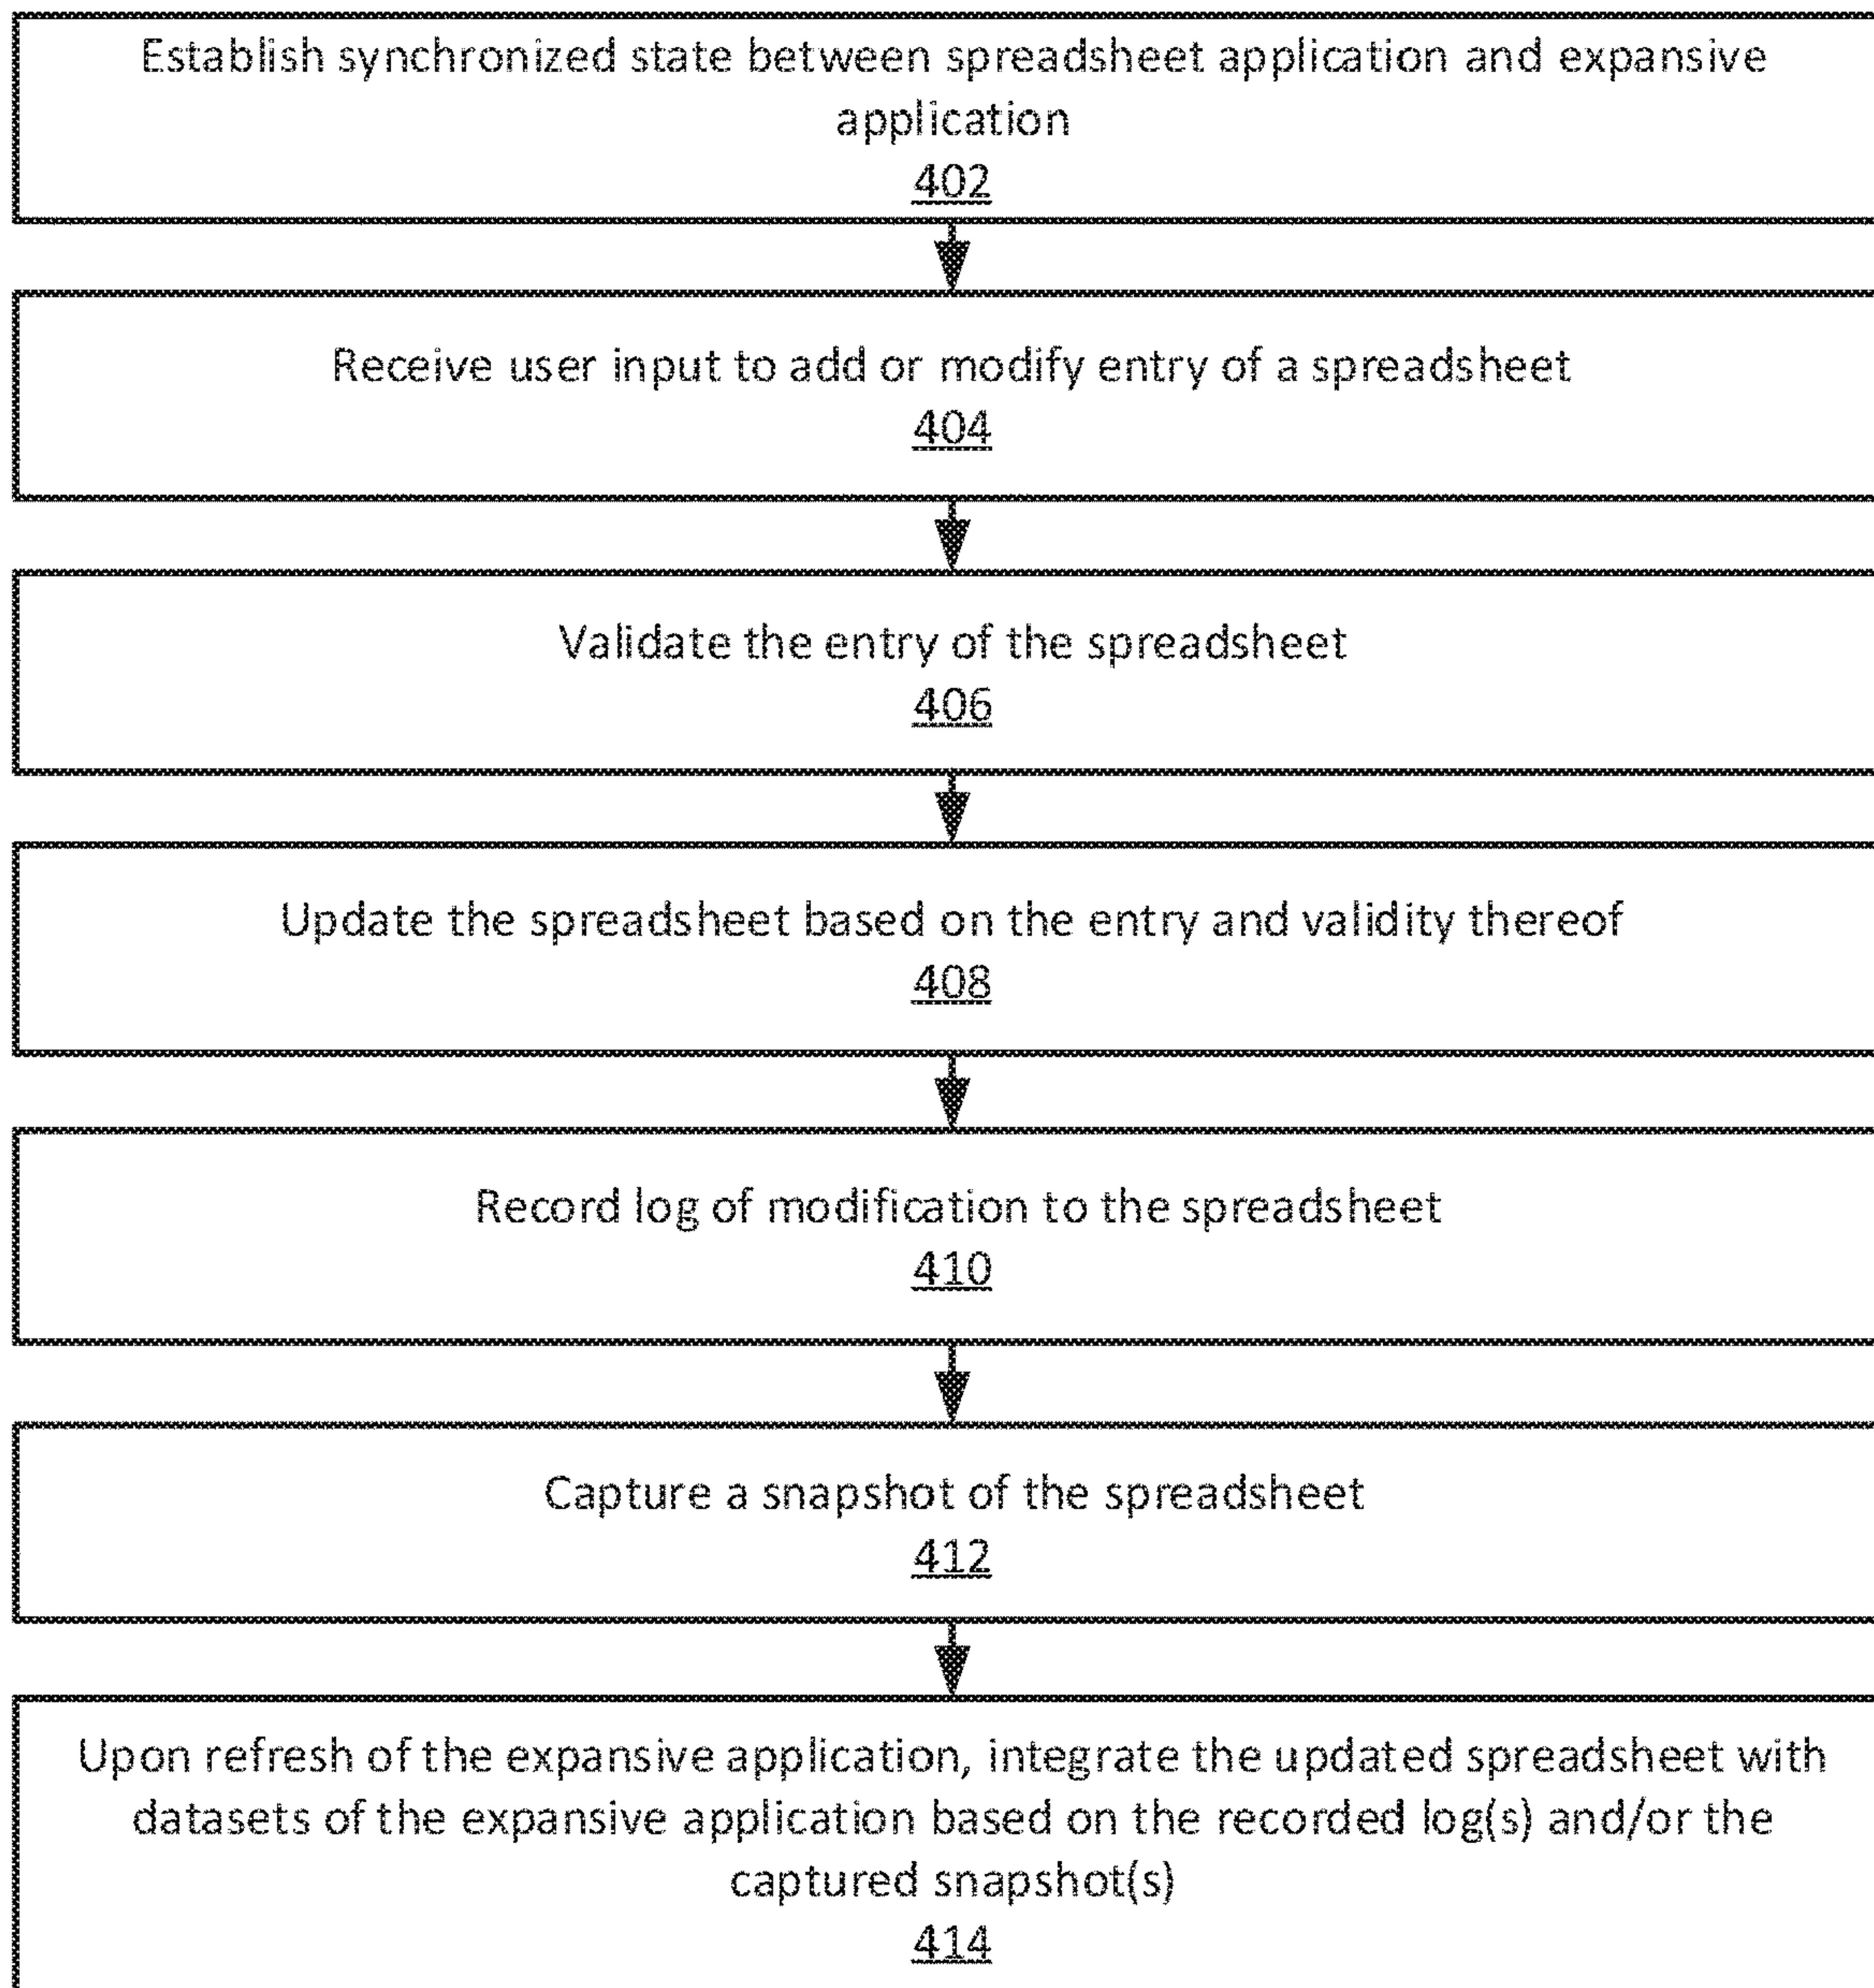 Establish synchronized state between spreadsheet application and expansive
application
402
Receive user input to add or modify entry of a spreadsheet
404
Validate the entry of the spreadsheet
406
Update the spreadsheet based on the entry and validity thereof
408
Record log of modification to the spreadsheet
410
Capture a snapshot of the spreadsheet
412
Upon refresh of the expansive application, integrate the updated spreadsheet with
datasets of the expansive application based on the recorded log(s) and/or the
captured snapshot(s)
414